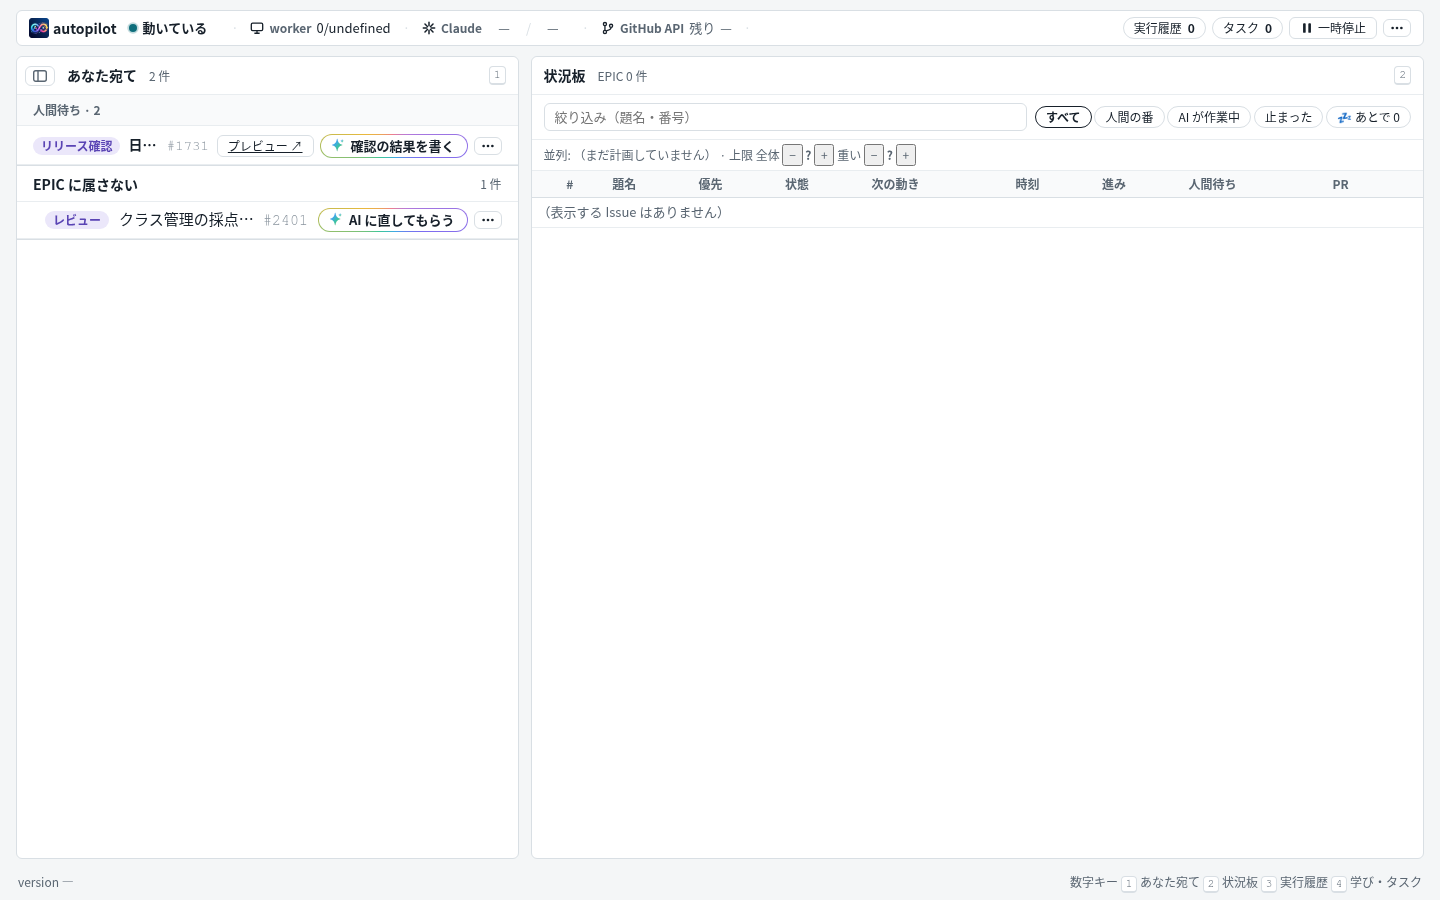 autopilot 動いている · worker 0/undefined · Claude — / — · GitHub API 残り — · 実行履歴 0 タスク 0 一時停止 ···
あなた宛て 2 件 1
人間待ち · 2
リリース確認 日… #1731 プレビュー ↗ 確認の結果を書く ···
EPIC に属さない 1 件
レビュー クラス管理の採点… #2401 AI に直してもらう ···
状況板 EPIC 0 件 2
絞り込み（題名・番号） すべて 人間の番 AI が作業中 止まった 💤 あとで 0
並列: （まだ計画していません） · 上限 全体 − ? + 重い − ? +
# 題名 優先 状態 次の動き 時刻 進み 人間待ち PR
（表示する Issue はありません）
version —
数字キー 1 あなた宛て 2 状況板 3 実行履歴 4 学び・タスク